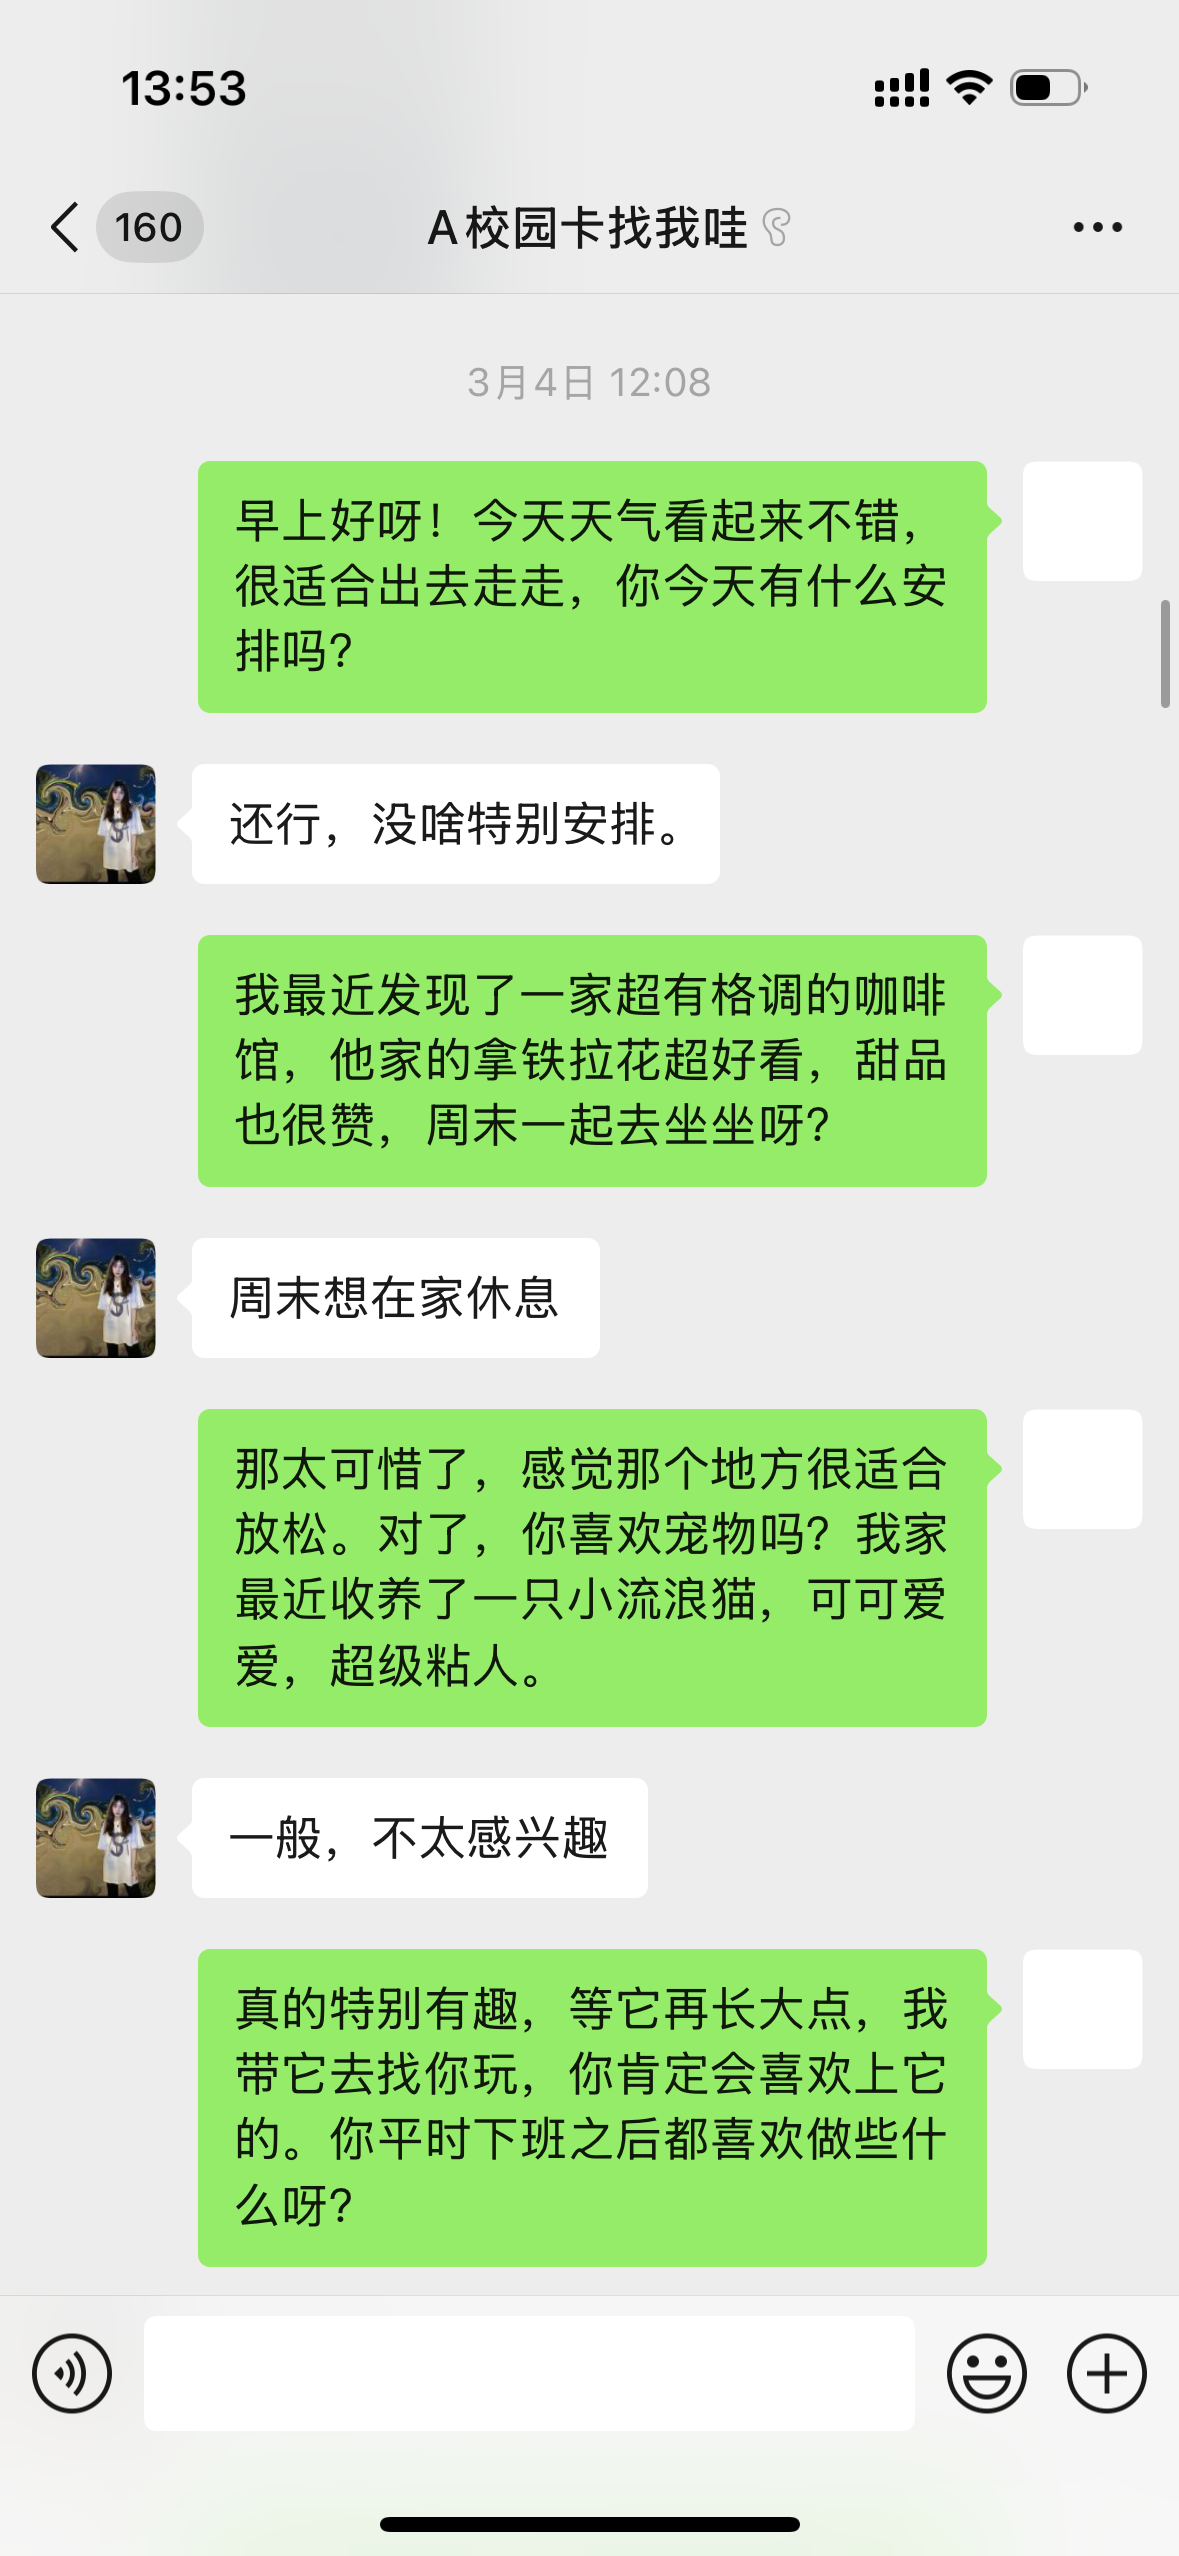 13:53
160
A校园卡找我哇
3月4日 12:08
早上好呀！今天天气看起来不错，
很适合出去走走，你今天有什么安
排吗?
还行，没啥特别安排。
我最近发现了一家超有格调的咖啡
馆，他家的拿铁拉花超好看，甜品
也很赞，周末一起去坐坐呀?
周末想在家休息
那太可惜了，感觉那个地方很适合
放松。对了，你喜欢宠物吗？我家
最近收养了一只小流浪猫，可可爱
爱，超级粘人。
一般，不太感兴趣
真的特别有趣，等它再长大点，我
带它去找你玩，你肯定会喜欢上它
的。你平时下班之后都喜欢做些什
么呀?